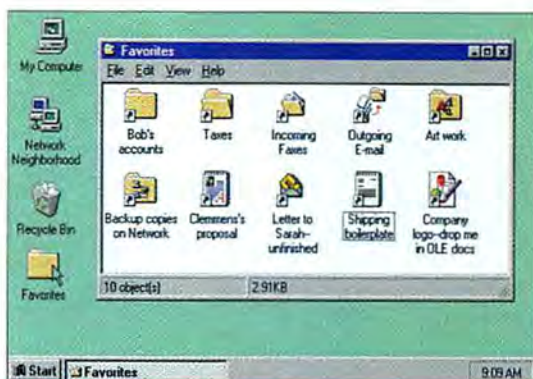 My Computer
Network
Neighborhood
Recycle Bin
Favorites
Favorites
File Edit View Help
Bob's
accounts
Taxes
Incoming
Faxes
Outgoing
E-mail
Art work
Backup copies
on Network
Clemmens's
proposal
Letter to
Sarah-
unfinished
Shipping
boilerplate
Company
logo-drop me
in OLE docs
10 object(s) 2.91KB
Start Favorites 9:09 AM